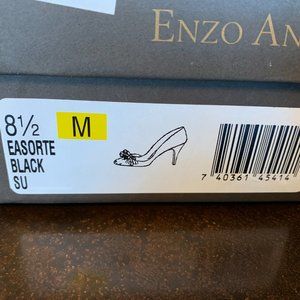 ENZO AN
8½ M
EASORTE
BLACK
SU
7 40361 45414